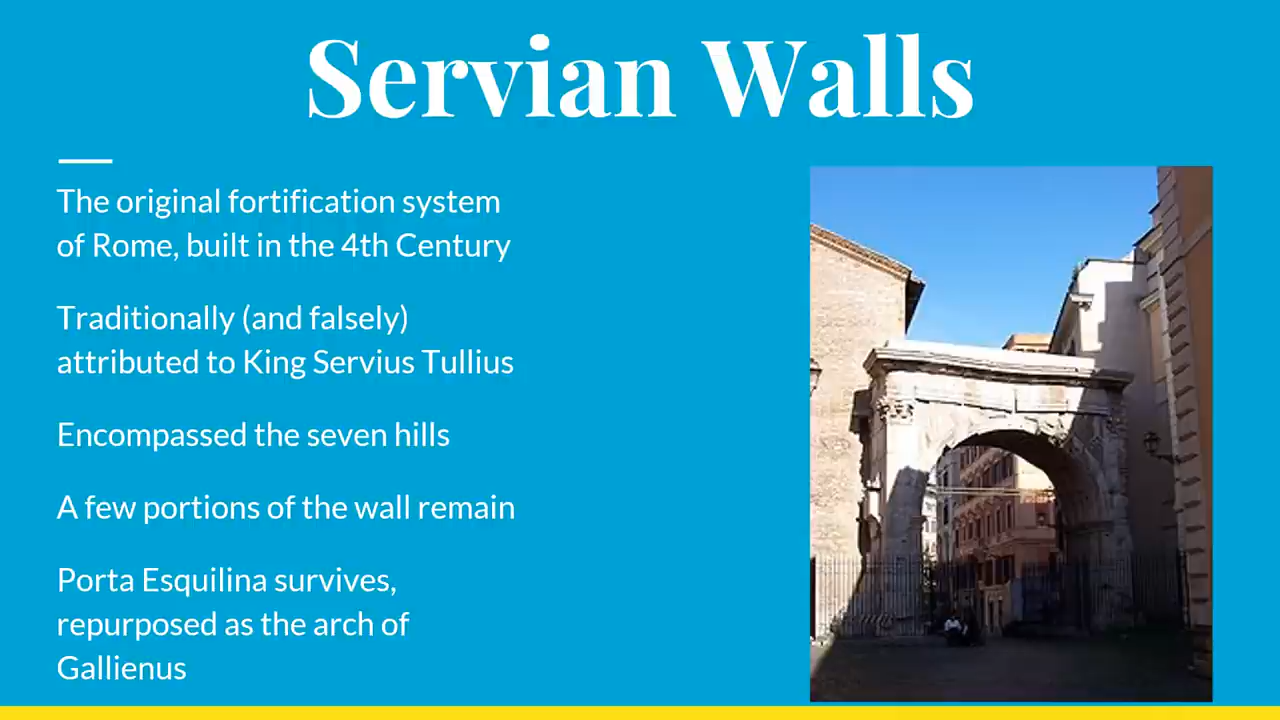 Servian Walls
The original fortification system
of Rome, built in the 4th Century
Traditionally (and falsely)
attributed to King Servius Tullius
Encompassed the seven hills
A few portions of the wall remain
Porta Esquilina survives,
repurposed as the arch of
Gallienus